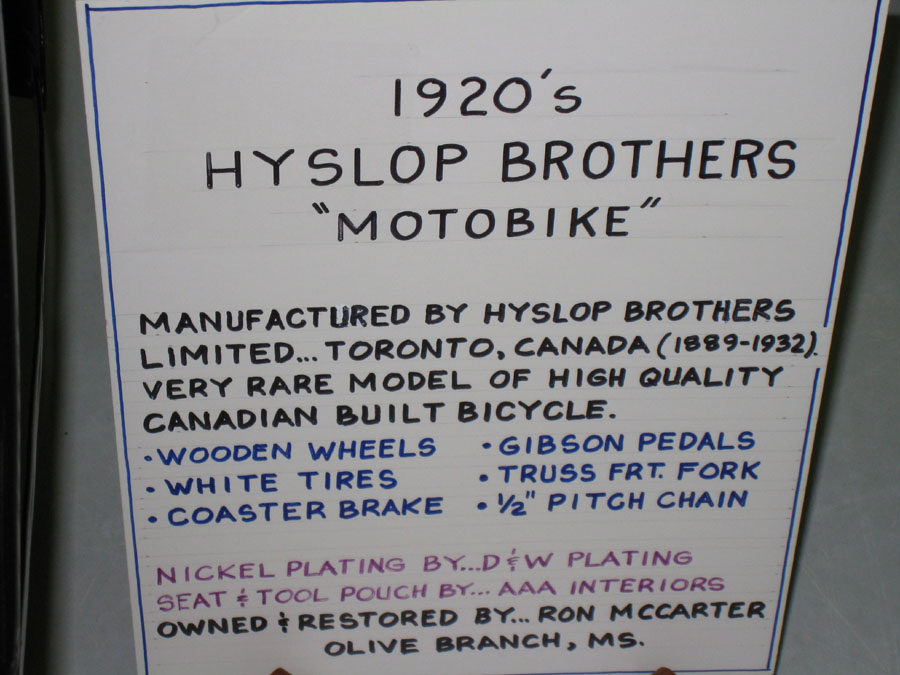 1920's
HYSLOP BROTHERS
"MOTOBIKE"
MANUFACTURED BY HYSLOP BROTHERS
LIMITED... TORONTO, CANADA (1889-1932).
VERY RARE MODEL OF HIGH QUALITY
CANADIAN BUILT BICYCLE.
• WOODEN WHEELS • GIBSON PEDALS
• WHITE TIRES • TRUSS FRT. FORK
• COASTER BRAKE • ½" PITCH CHAIN
NICKEL PLATING BY... D & W PLATING
SEAT & TOOL POUCH BY... AAA INTERIORS
OWNED & RESTORED BY... RON MCCARTER
OLIVE BRANCH, MS.